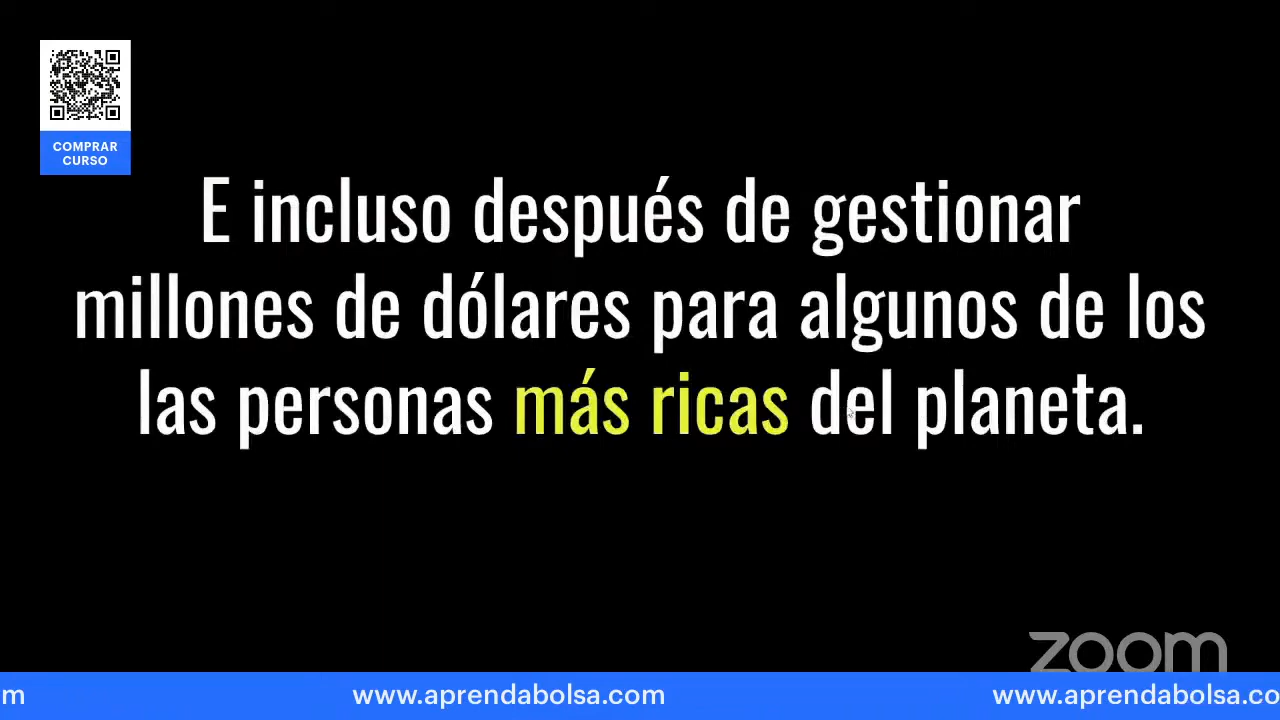 COMPRAR
CURSO
E incluso después de gestionar
millones de dólares para algunos de los
las personas más ricas del planeta.
zoom
m www.aprendabolsa.com www.aprendabolsa.co